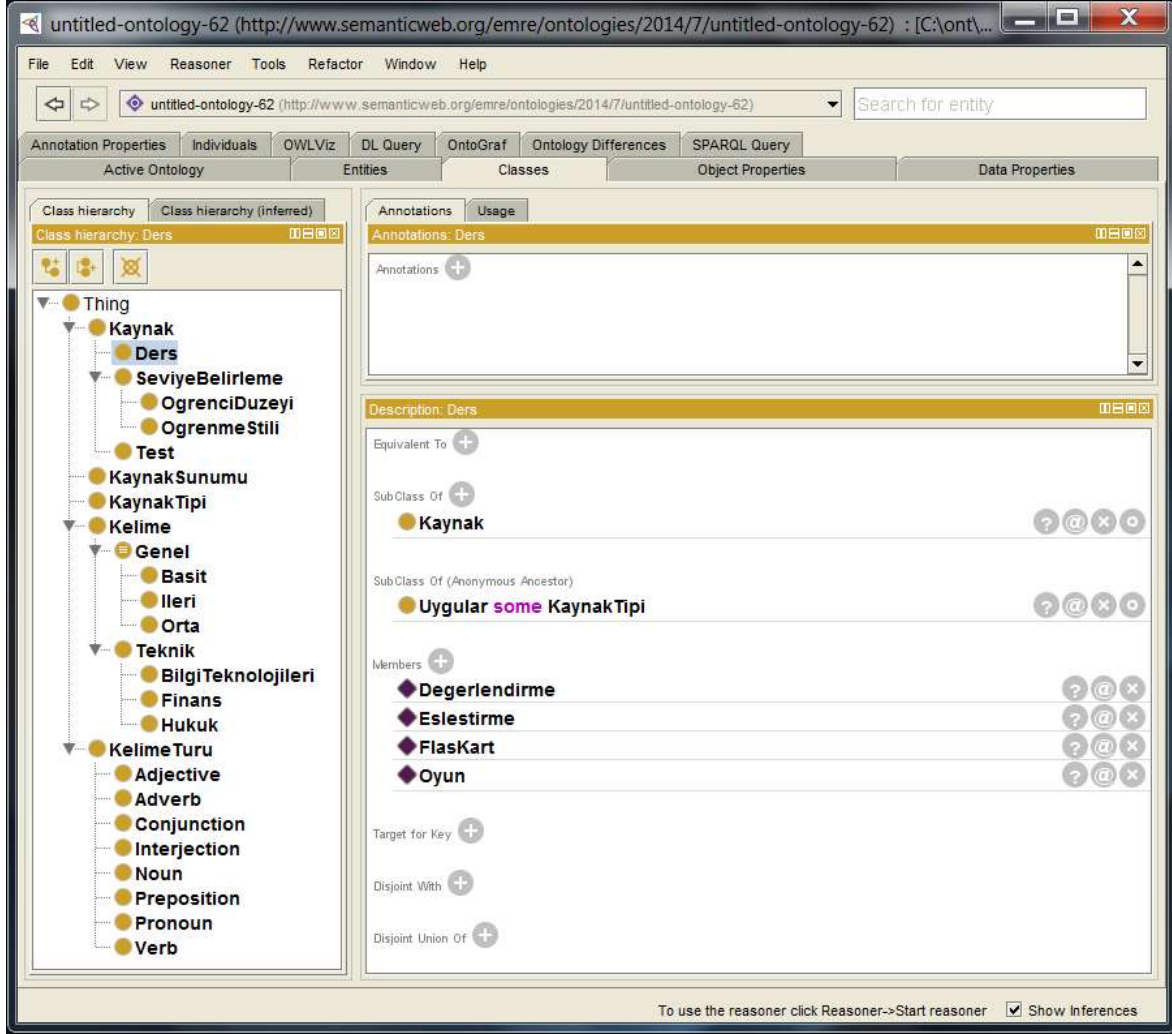 untitled-ontology-62 (http://www.semanticweb.org/emre/ontologies/2014/7/untitled-ontology-62) : [C:\ont\...
File Edit View Reasoner Tools Refactor Window Help
untitled-ontology-62 (http://www.semanticweb.org/emre/ontologies/2014/7/untitled-ontology-62)
Search for entity
Annotation Properties Individuals OWLViz DL Query OntoGraf Ontology Differences SPARQL Query
Active Ontology Entities Classes Object Properties Data Properties
Class hierarchy Class hierarchy (inferred)
Class hierarchy: Ders
Thing
Kaynak
Ders
SeviyeBelirleme
OgrenciDuzeyi
OgrenmeStili
Test
KaynakSunumu
KaynakTipi
Kelime
Genel
Basit
Ileri
Orta
Teknik
BilgiTeknolojileri
Finans
Hukuk
KelimeTuru
Adjective
Adverb
Conjunction
Interjection
Noun
Preposition
Pronoun
Verb
Annotations Usage
Annotations: Ders
Annotations
Description: Ders
Equivalent To
SubClass Of
Kaynak
SubClass Of (Anonymous Ancestor)
Uygular some KaynakTipi
Members
Degerlendirme
Eslestirme
FlasKart
Oyun
Target for Key
Disjoint With
Disjoint Union Of
To use the reasoner click Reasoner->Start reasoner Show Inferences